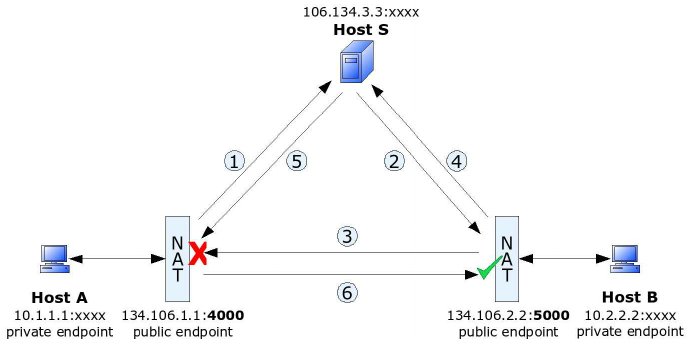 106.134.3.3:xxxx
Host S
1
5
2
4
3
6
NAT
NAT
Host A
10.1.1.1:xxxx
private endpoint
134.106.1.1:4000
public endpoint
134.106.2.2:5000
public endpoint
Host B
10.2.2.2:xxxx
private endpoint